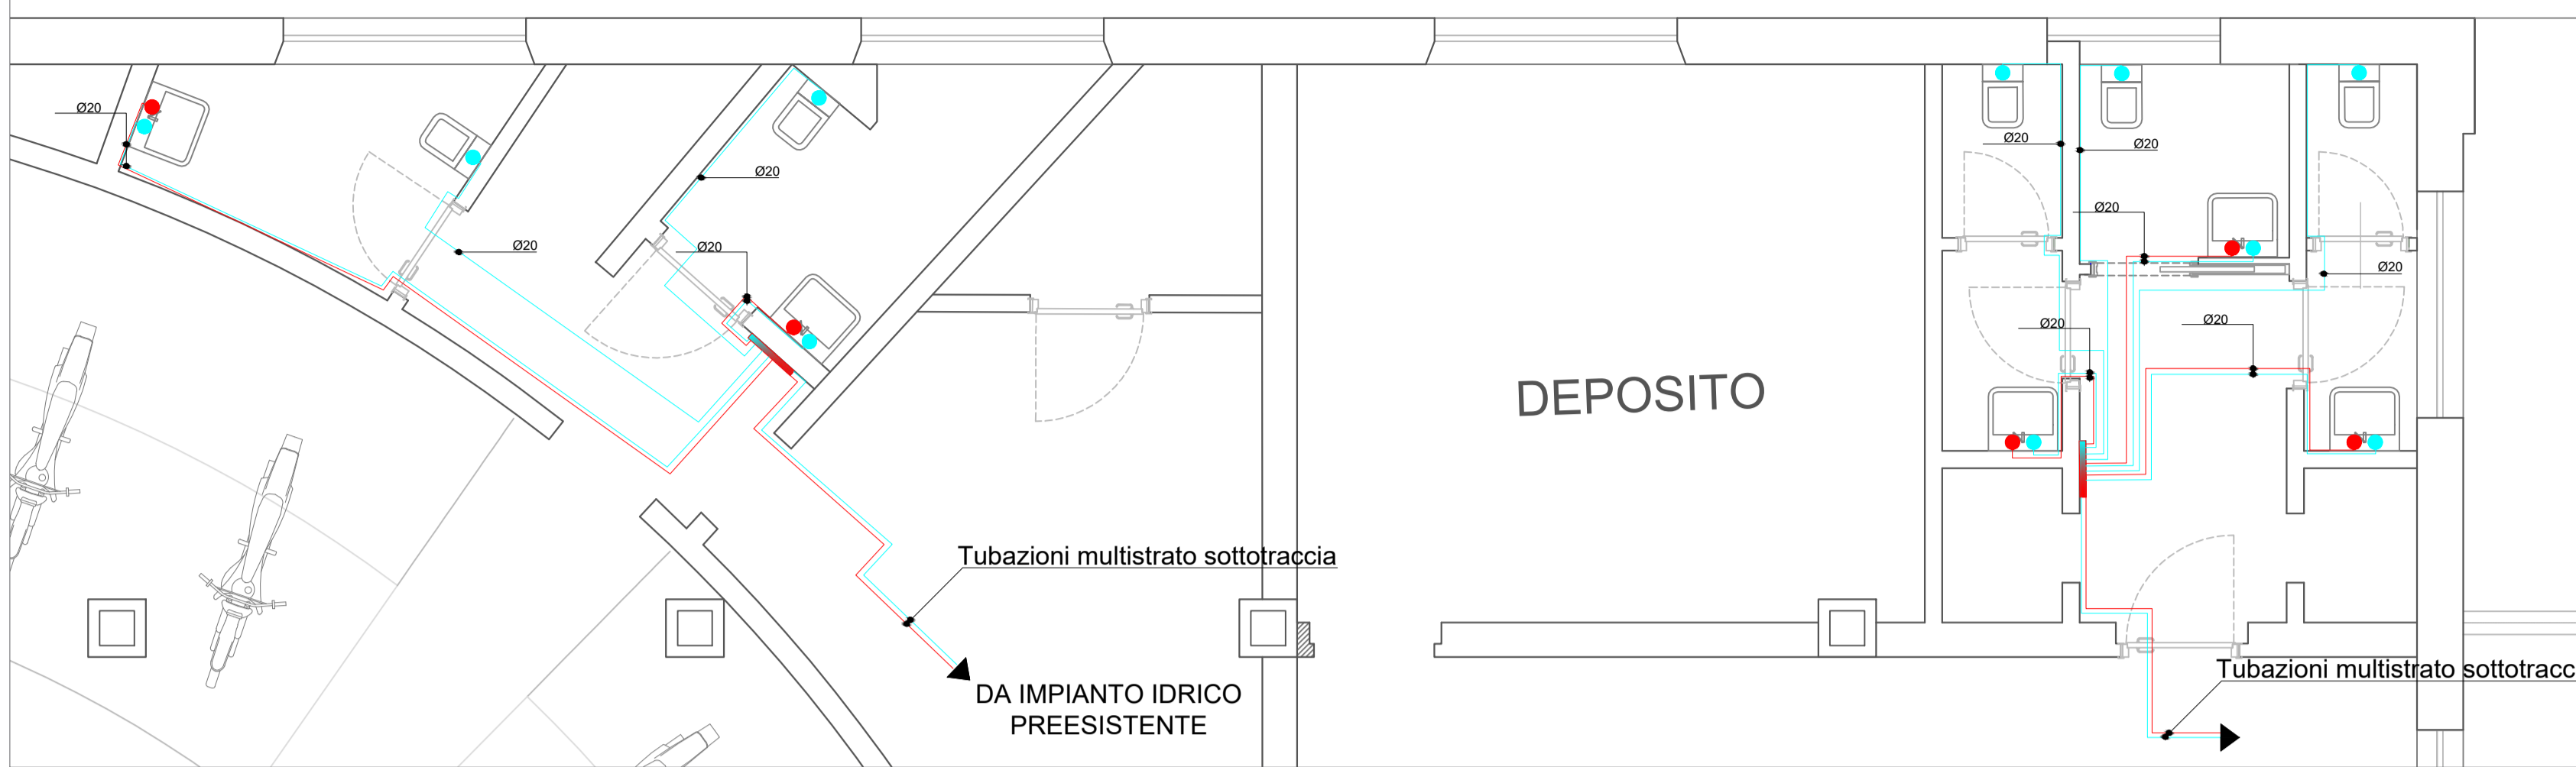 Ø20
Ø20
Ø20
Ø20
Ø20
Ø20
Ø20
Ø20
Ø20
Ø20
DEPOSITO
Tubazioni multistrato sottotraccia
DA IMPIANTO IDRICO
PREESISTENTE
Tubazioni multistrato sottotracc